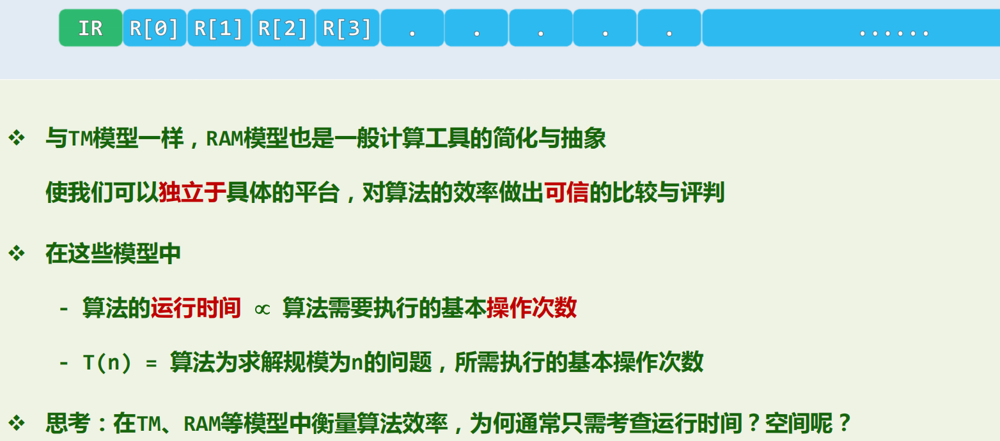 IR R[0] R[1] R[2] R[3] . . . . . ......
❖ 与TM模型一样，RAM模型也是一般计算工具的简化与抽象
使我们可以独立于具体的平台，对算法的效率做出可信的比较与评判
❖ 在这些模型中
- 算法的运行时间 ∝ 算法需要执行的基本操作次数
- T(n) = 算法为求解规模为n的问题，所需执行的基本操作次数
❖ 思考：在TM、RAM等模型中衡量算法效率，为何通常只需考查运行时间？空间呢？